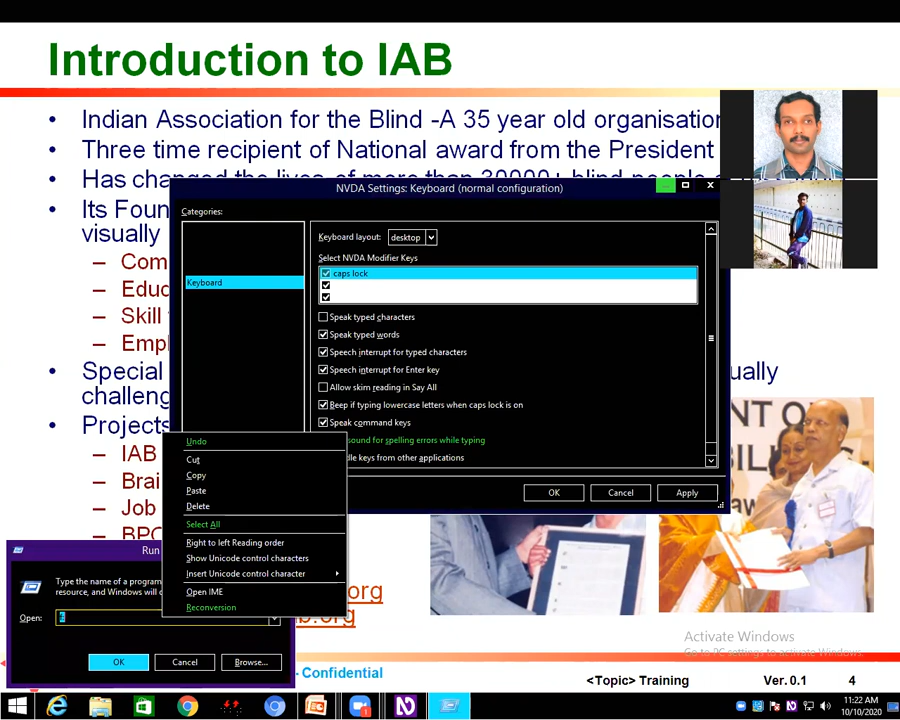 Introduction to IAB
• Indian Association for the Blind -A 35 year old organisation
• Three time recipient of National award from the President
• Has changed the lives of more than 30000+ blind people
• Its Foun
visually
– Com
– Educ
– Skill
– Empl
• Special
ually
challeng
• Projects
– IAB
– Brai
– Job
– BPO
.org
b.org
NVDA Settings: Keyboard (normal configuration)
Categories:
Keyboard
Keyboard layout: desktop
Select NVDA Modifier Keys
caps lock
Speak typed characters
Speak typed words
Speech interrupt for typed characters
Speech interrupt for Enter key
Allow skim reading in Say All
Beep if typing lowercase letters when caps lock is on
Speak command keys
sound for spelling errors while typing
dle keys from other applications
OK Cancel Apply
Undo
Cut
Copy
Paste
Delete
Select All
Right to left Reading order
Show Unicode control characters
Insert Unicode control character
Open IME
Reconversion
Run
Type the name of a program
resource, and Windows will
Open:
OK Cancel Browse...
Activate Windows
Go to PC settings to activate Windows.
Confidential
<Topic> Training Ver. 0.1 4
11:22 AM
10/10/2020